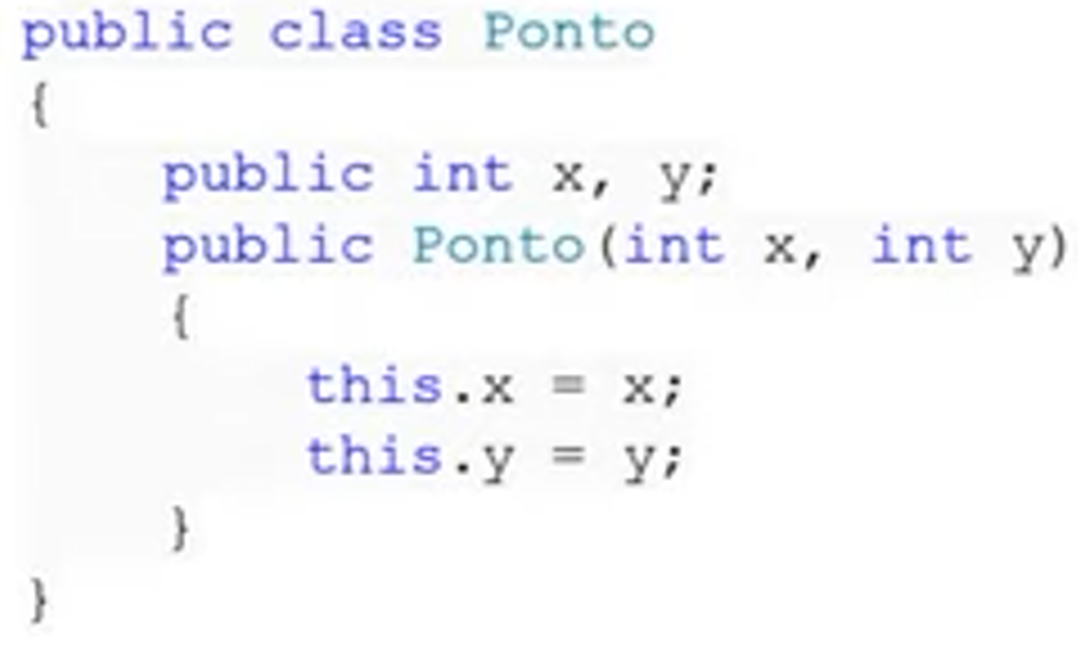 public class Ponto
{
    public int x, y;
    public Ponto(int x, int y)
    {
        this.x = x;
        this.y = y;
    }
}